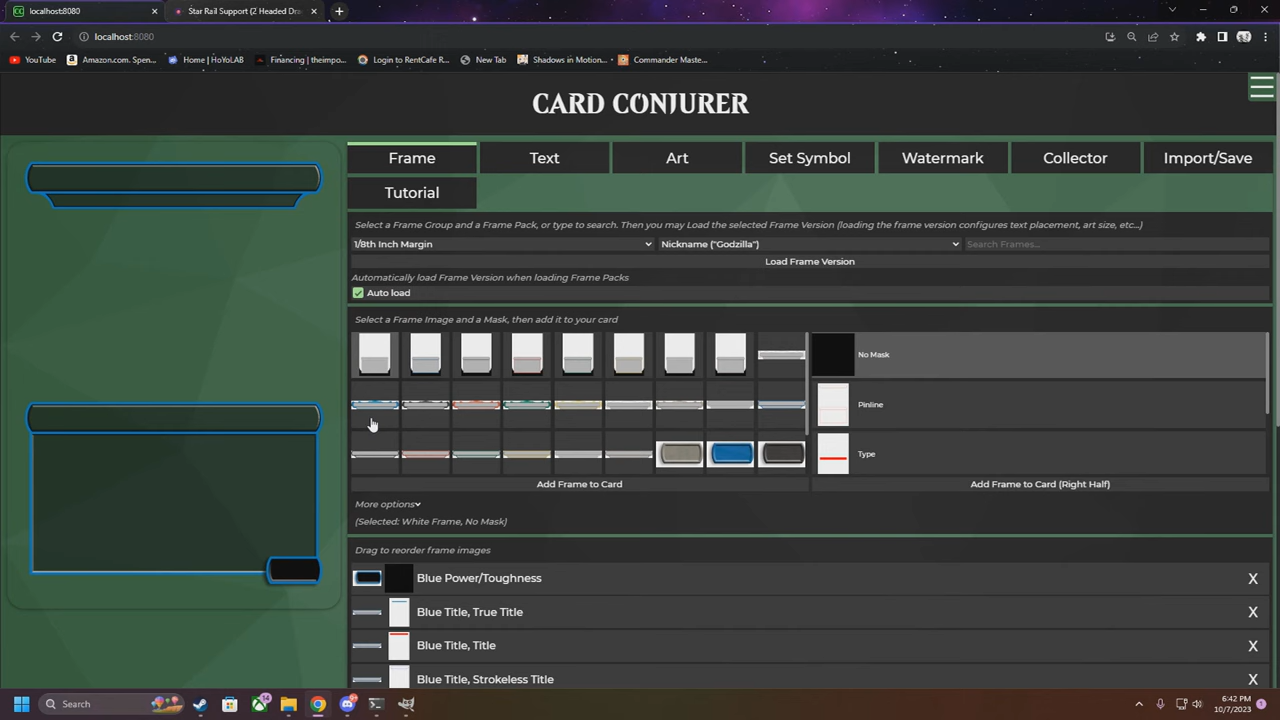 localhost:8080
Star Rail Support (2 Headed Dra
localhost:8080
YouTube
Amazon.com. Spen...
Home | HoYoLAB
Financing | theimpo...
Login to RentCafe R...
New Tab
Shadows in Motion...
Commander Maste...
CARD CONJURER
Frame
Text
Art
Set Symbol
Watermark
Collector
Import/Save
Tutorial
Select a Frame Group and a Frame Pack, or type to search. Then you may Load the selected Frame Version (loading the frame version configures text placement, art size, etc...)
1/8th Inch Margin
Nickname ("Godzilla")
Search Frames...
Load Frame Version
Automatically load Frame Version when loading Frame Packs
Auto load
Select a Frame Image and a Mask, then add it to your card
No Mask
Pinline
Type
Add Frame to Card
Add Frame to Card (Right Half)
More options
(Selected: White Frame, No Mask)
Drag to reorder frame images
Blue Power/Toughness
X
Blue Title, True Title
X
Blue Title, Title
X
Blue Title, Strokeless Title
X
Search
14
9+
6:42 PM
10/7/2023
1